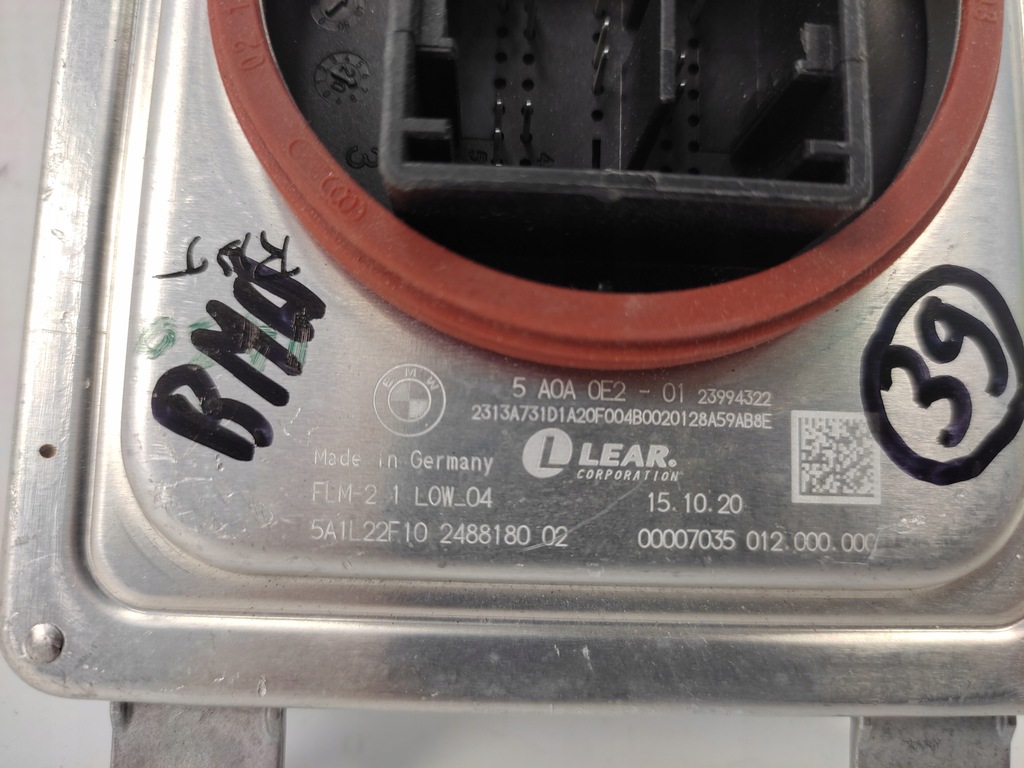 BMW
39
5 A0A 0E2 - 01 23994322
2313A731D1A20F004B0020128A59AB8E
Made in Germany
LEAR.
CORPORATION
FLM-2 1 LOW_04
15.10.20
5A1L22F10 2488180 02
00007035 012.000.000